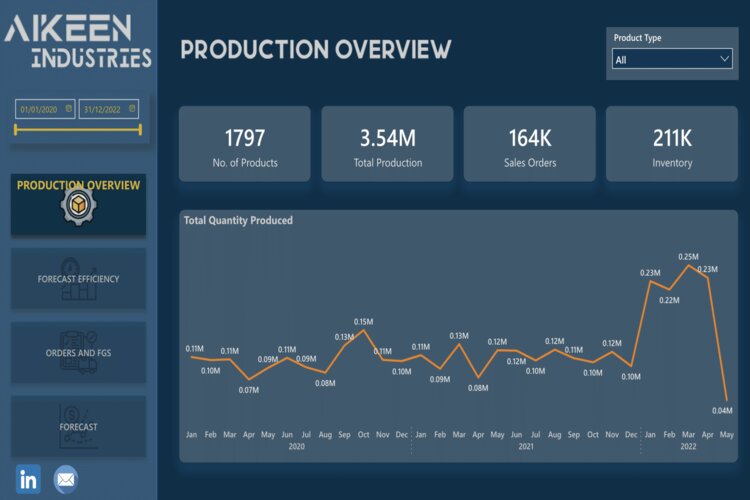 AIKEEN
INDUSTRIES
01/01/2020
31/12/2022
PRODUCTION OVERVIEW
FORECAST EFFICIENCY
ORDERS AND FGS
FORECAST
in
PRODUCTION OVERVIEW
Product Type
All
1797
No. of Products
3.54M
Total Production
164K
Sales Orders
211K
Inventory
Total Quantity Produced
0.11M
0.10M
0.11M
0.07M
0.09M
0.11M
0.09M
0.08M
0.13M
0.15M
0.11M
0.10M
0.11M
0.09M
0.13M
0.08M
0.12M
0.12M
0.10M
0.12M
0.11M
0.10M
0.12M
0.10M
0.23M
0.22M
0.25M
0.23M
0.04M
Jan Feb Mar Apr May Jun Jul Aug Sep Oct Nov Dec Jan Feb Mar Apr May Jun Jul Aug Sep Oct Nov Dec Jan Feb Mar Apr May
2020 2021 2022